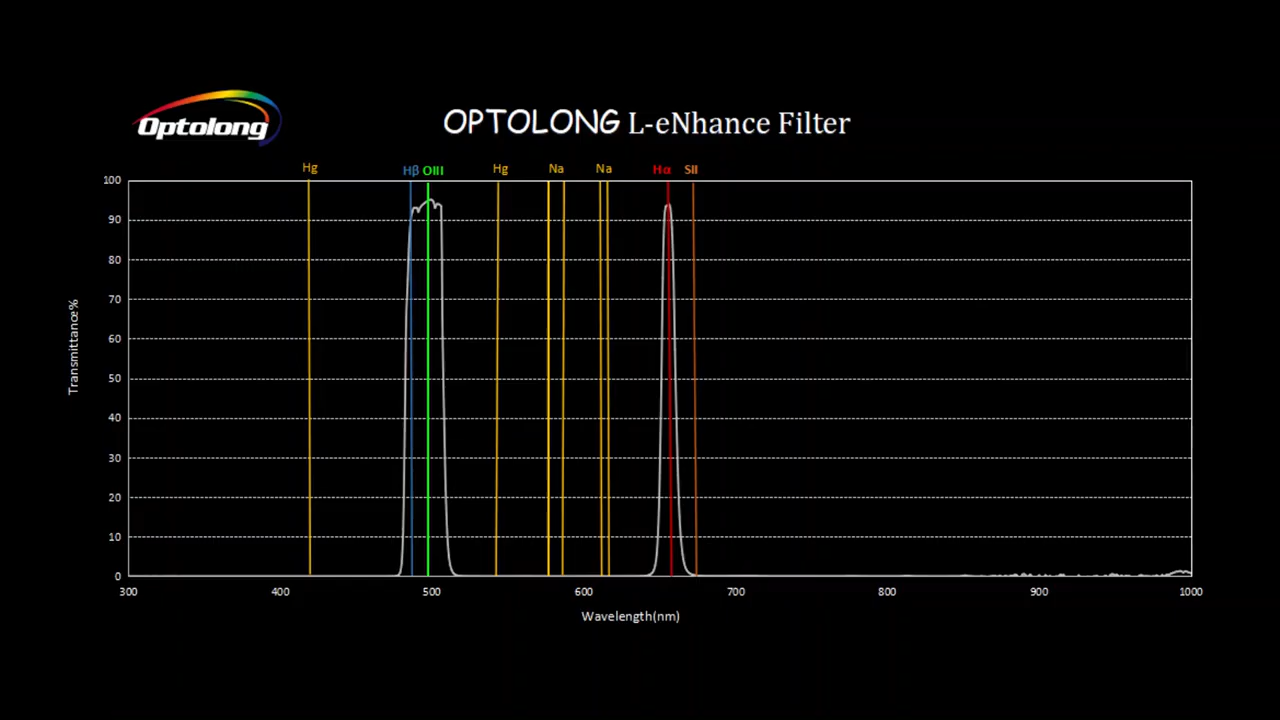 Optolong
OPTOLONG L-eNhance Filter
Hg Hβ OIII Hg Na Na Hα SII
100
90
80
70
60
50
40
30
20
10
0
Transmittance%
300 400 500 600 700 800 900 1000
Wavelength(nm)